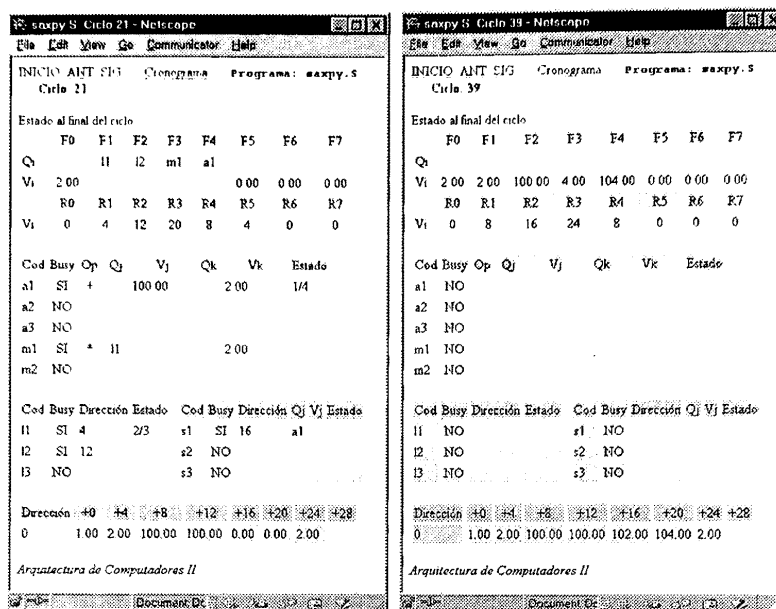 saxpy S Ciclo 21 - Netscape
File Edit View Go Communicator Help
INICIO ANT SIG Cronograma Programa: saxpy.S
Ciclo 21
Estado al final del ciclo
F0 F1 F2 F3 F4 F5 F6 F7
Qi l1 l2 m1 a1
Vi 2 00 0 00 0 00 0 00
R0 R1 R2 R3 R4 R5 R6 R7
Vi 0 4 12 20 8 4 0 0
Cod Busy Op Qj Vj Qk Vk Estado
a1 SI + 100 00 2 00 1/4
a2 NO
a3 NO
m1 SI * l1 2 00
m2 NO
Cod Busy Dirección Estado Cod Busy Dirección Qj Vj Estado
l1 SI 4 2/3 s1 SI 16 a1
l2 SI 12 s2 NO
l3 NO s3 NO
Dirección +0 +4 +8 +12 +16 +20 +24 +28
0 1.00 2.00 100.00 100.00 0.00 0.00 2.00
Arquitectura de Computadores II
Document: Do
saxpy S Ciclo 39 - Netscape
File Edit View Go Communicator Help
INICIO ANT SIG Cronograma Programa: saxpy.S
Ciclo 39
Estado al final del ciclo
F0 F1 F2 F3 F4 F5 F6 F7
Qi
Vi 2 00 2 00 100 00 4 00 104 00 0 00 0 00 0 00
R0 R1 R2 R3 R4 R5 R6 R7
Vi 0 8 16 24 8 0 0 0
Cod Busy Op Qj Vj Qk Vk Estado
a1 NO
a2 NO
a3 NO
m1 NO
m2 NO
Cod Busy Dirección Estado Cod Busy Dirección Qj Vj Estado
l1 NO s1 NO
l2 NO s2 NO
l3 NO s3 NO
Dirección +0 +4 +8 +12 +16 +20 +24 +28
0 1.00 2.00 100.00 100.00 102.00 104.00 2.00
Arquitectura de Computadores II
Document: Do